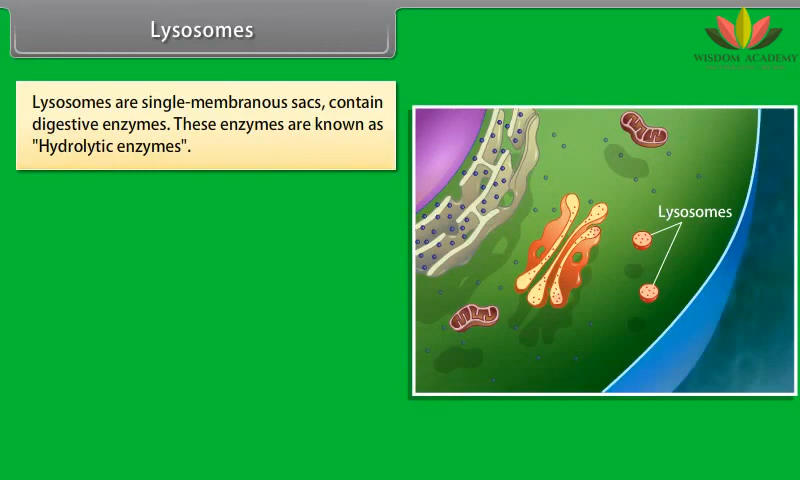 Lysosomes
WISDOM ACADEMY
Lysosomes are single-membranous sacs, contain
digestive enzymes. These enzymes are known as
"Hydrolytic enzymes".
Lysosomes